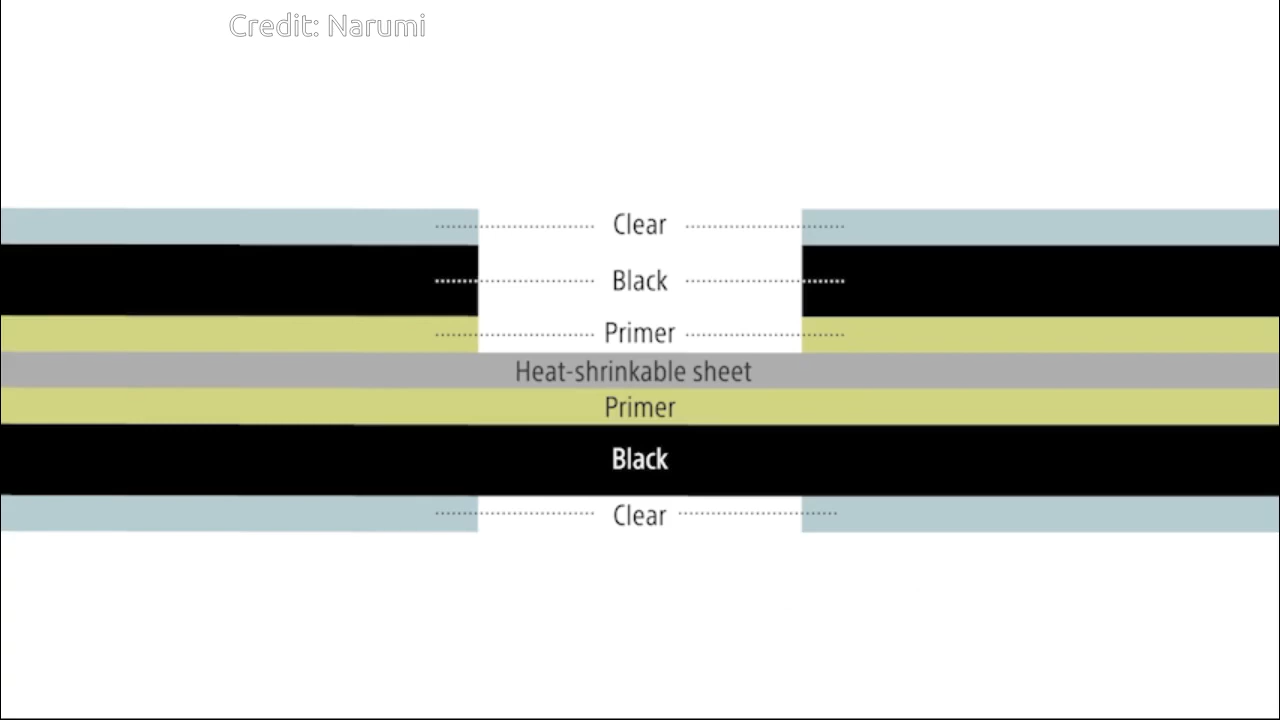 Credit: Narumi
Clear
Black
Primer
Heat-shrinkable sheet
Primer
Black
Clear